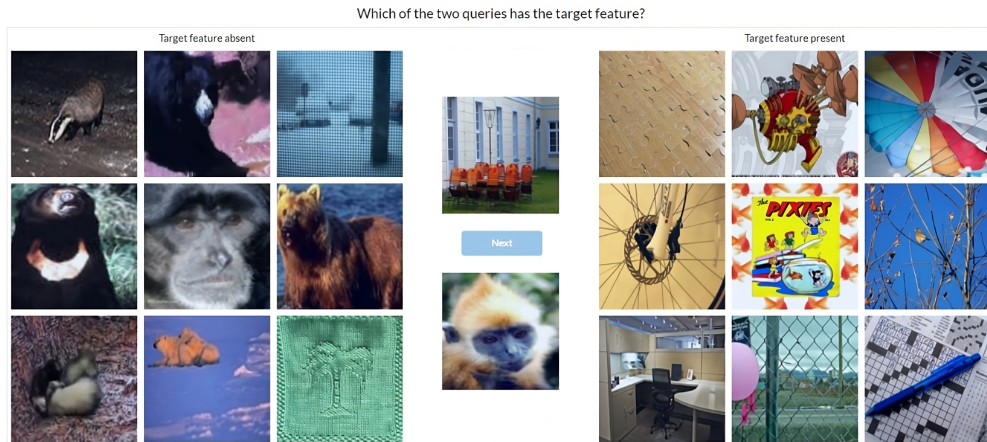 Which of the two queries has the target feature?
Target feature absent
Target feature present
Next
The
PIXIES